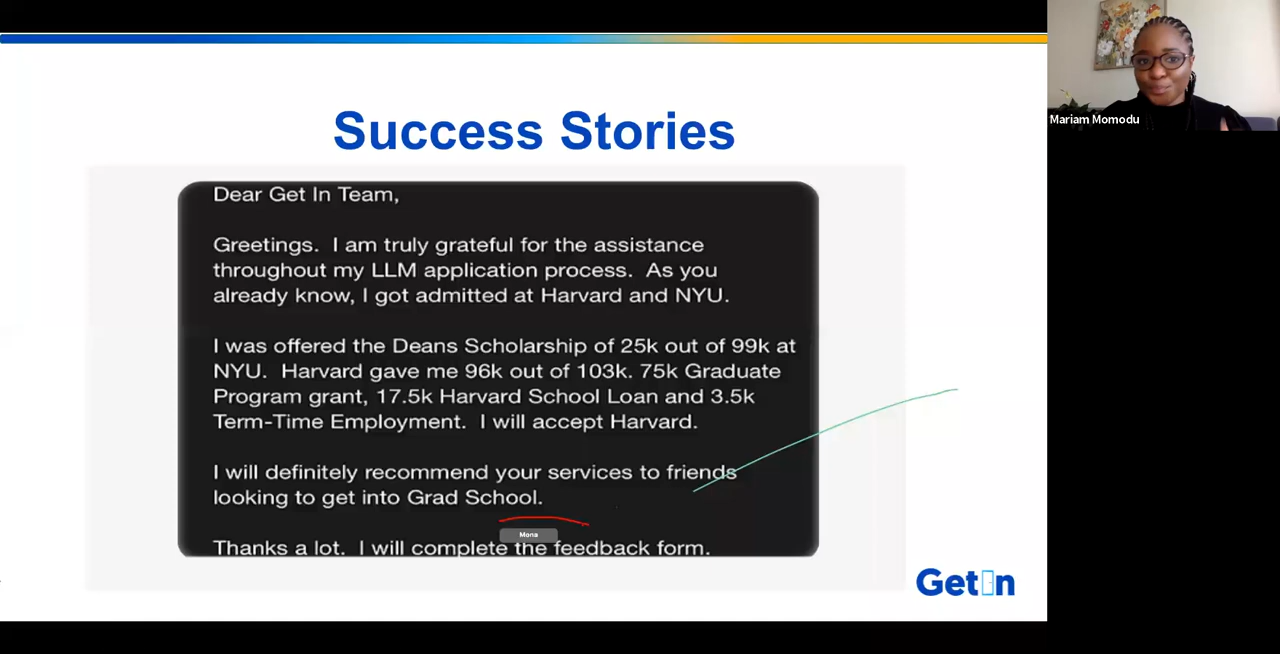 Success Stories
Mariam Momodu
Dear Get In Team,
Greetings. I am truly grateful for the assistance
throughout my LLM application process. As you
already know, I got admitted at Harvard and NYU.
I was offered the Deans Scholarship of 25k out of 99k at
NYU. Harvard gave me 96k out of 103k. 75k Graduate
Program grant, 17.5k Harvard School Loan and 3.5k
Term-Time Employment. I will accept Harvard.
I will definitely recommend your services to friends
looking to get into Grad School.
Mona
Thanks a lot. I will complete the feedback form.
GetIn